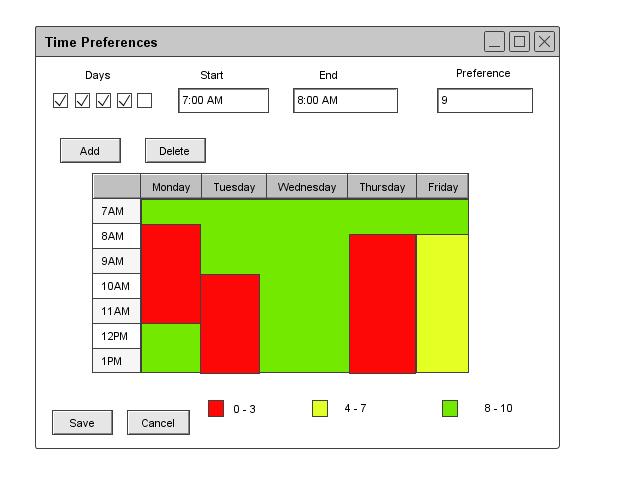 Time Preferences
Days Start End Preference
7:00 AM 8:00 AM 9
Add Delete
Monday Tuesday Wednesday Thursday Friday
7AM
8AM
9AM
10AM
11AM
12PM
1PM
0 - 3 4 - 7 8 - 10
Save Cancel